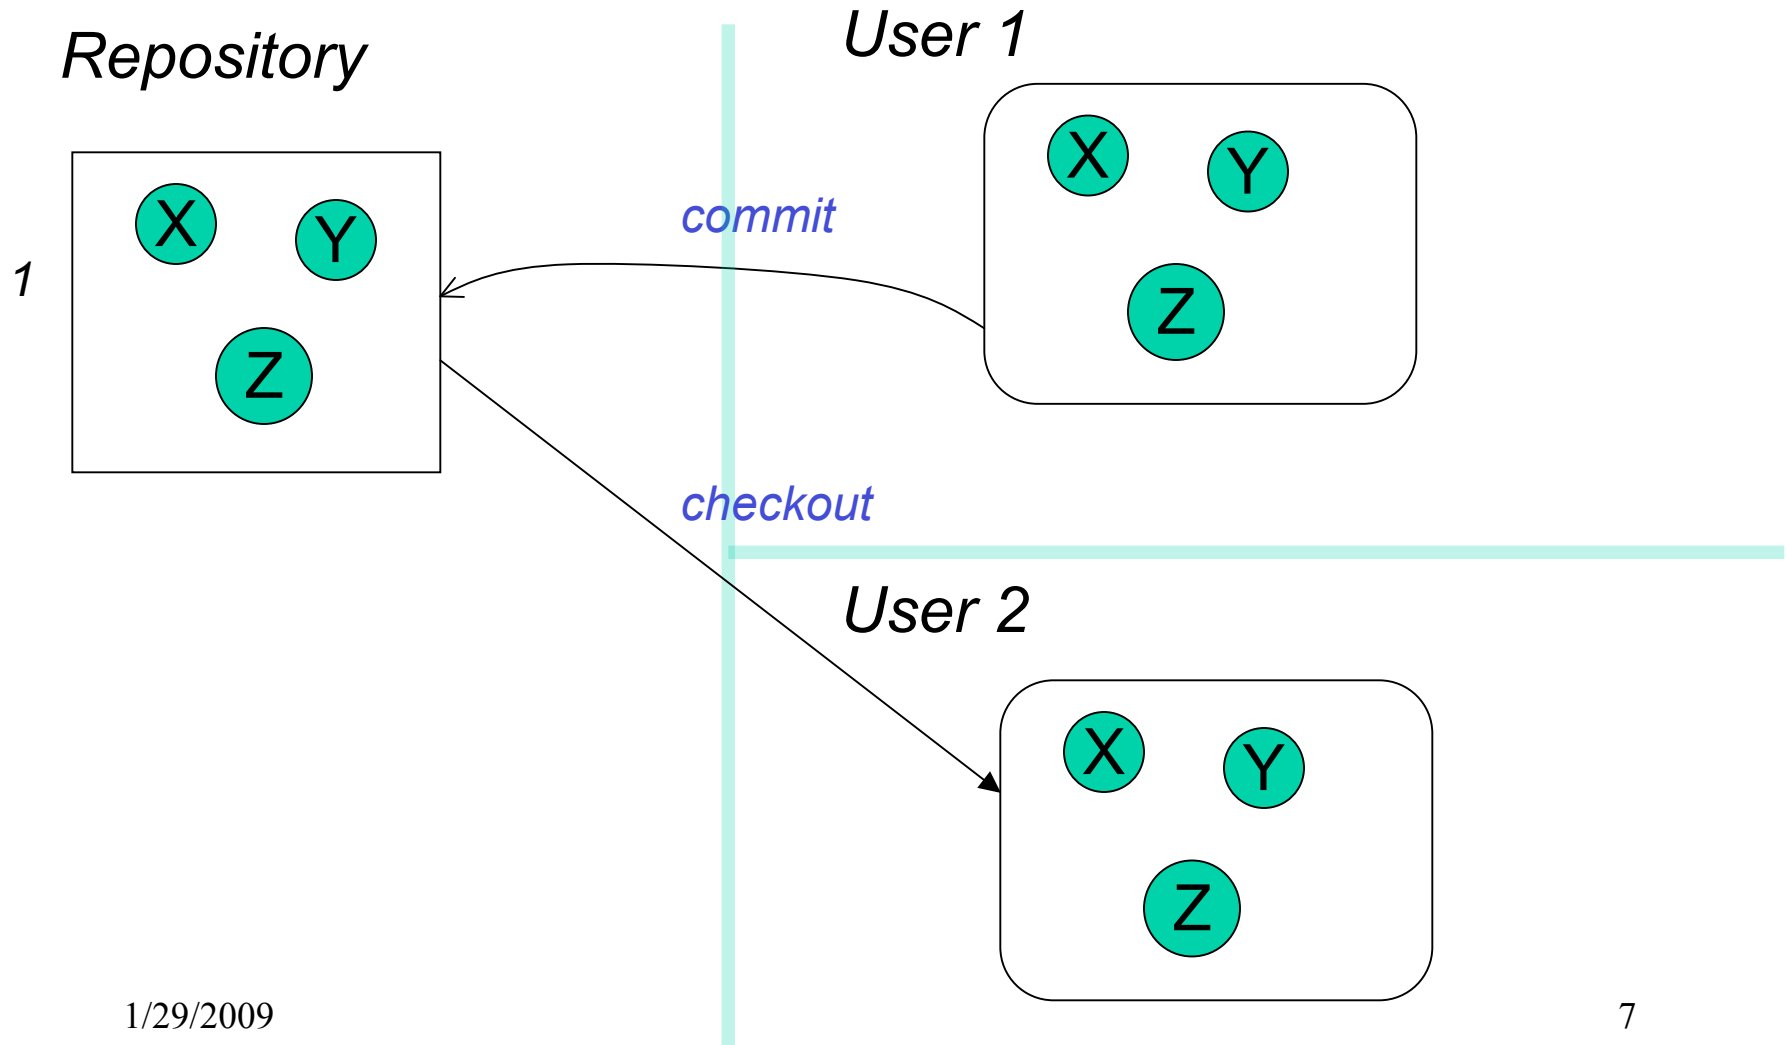 Repository
1
X
Y
Z
commit
checkout
User 1
X
Y
Z
User 2
X
Y
Z
1/29/2009
7